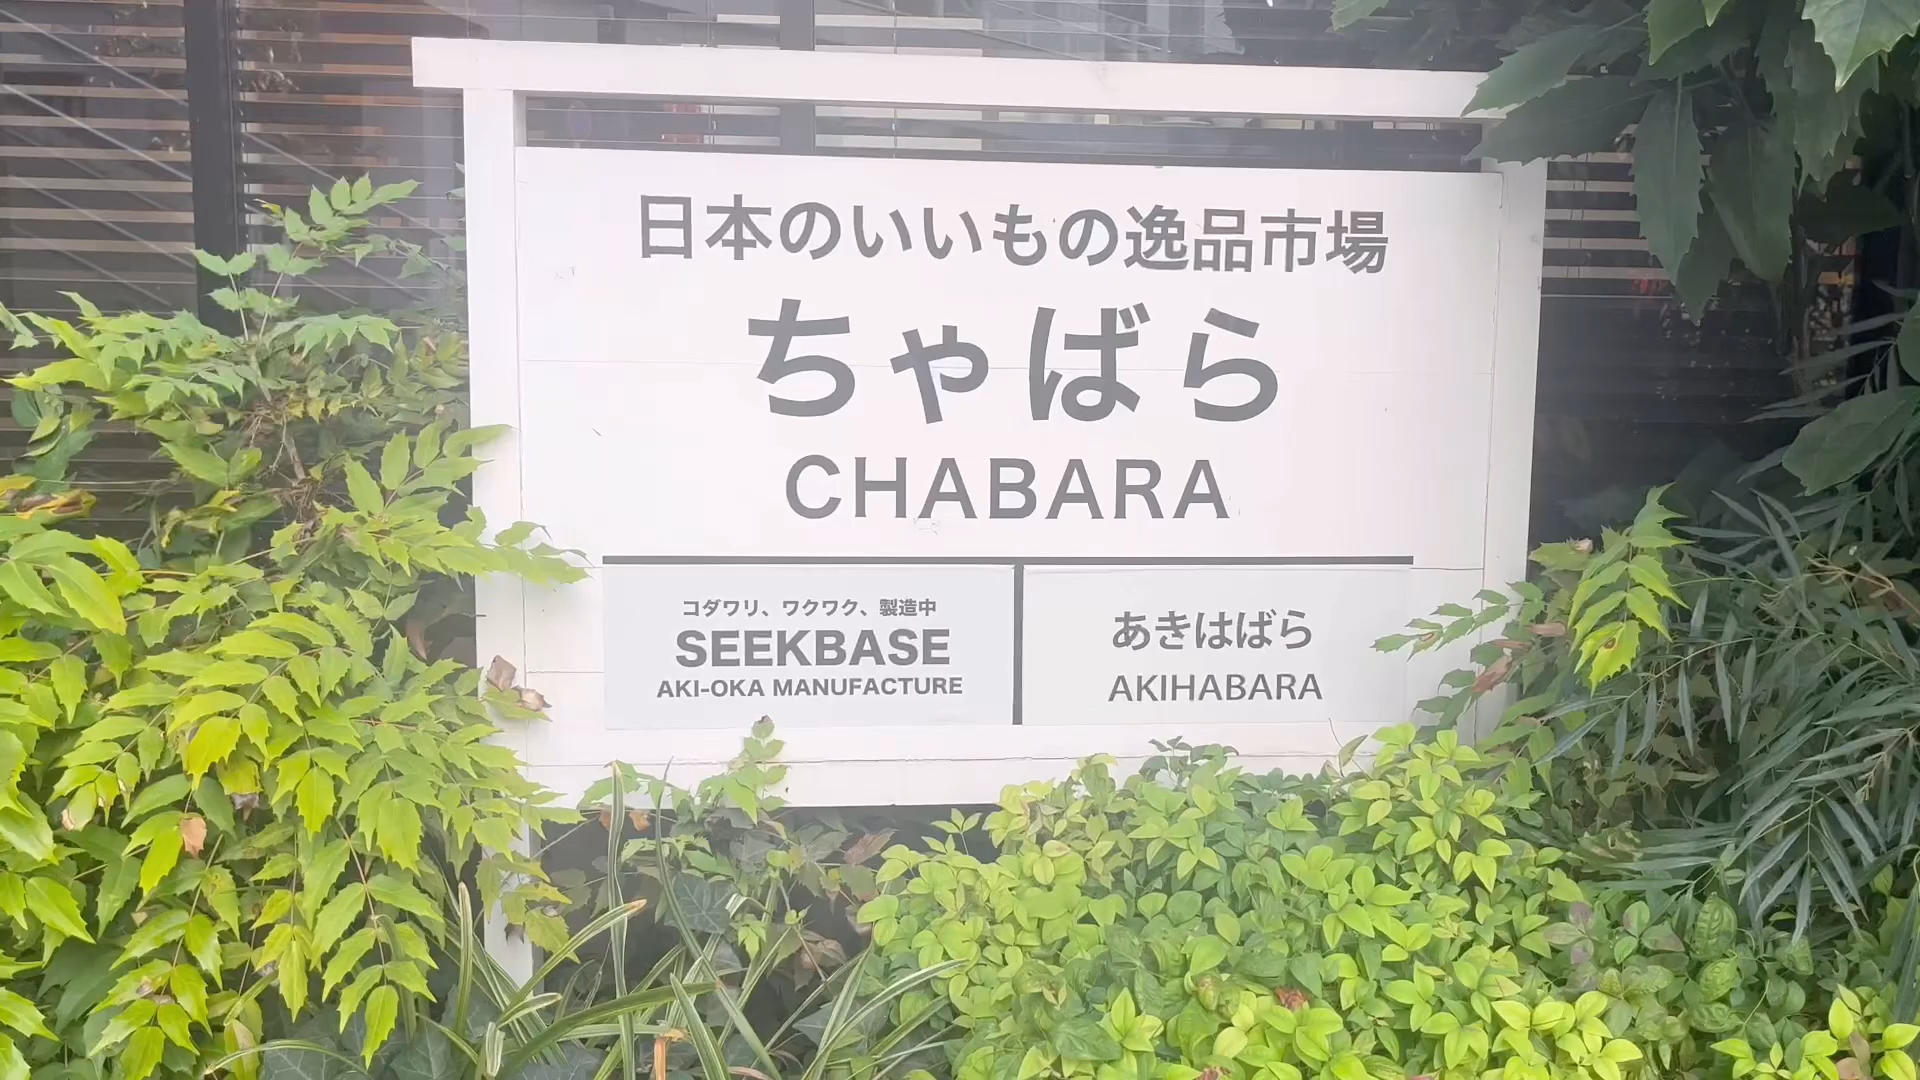 日本のいいもの逸品市場
ちゃばら
CHABARA
コダワリ、ワクワク、製造中
SEEKBASE
AKI-OKA MANUFACTURE
あきはばら
AKIHABARA